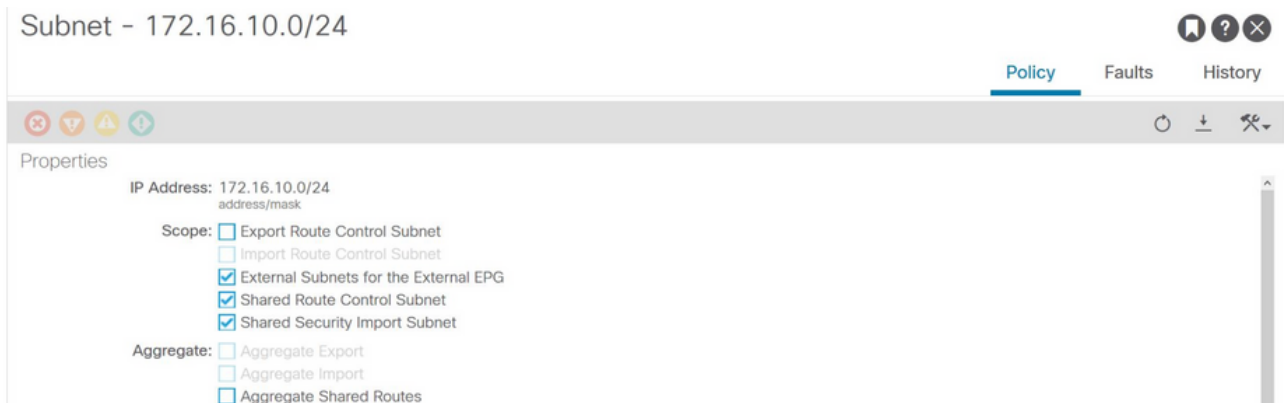 Subnet - 172.16.10.0/24
Policy Faults History
Properties
IP Address: 172.16.10.0/24
address/mask
Scope: Export Route Control Subnet
Import Route Control Subnet
External Subnets for the External EPG
Shared Route Control Subnet
Shared Security Import Subnet
Aggregate: Aggregate Export
Aggregate Import
Aggregate Shared Routes